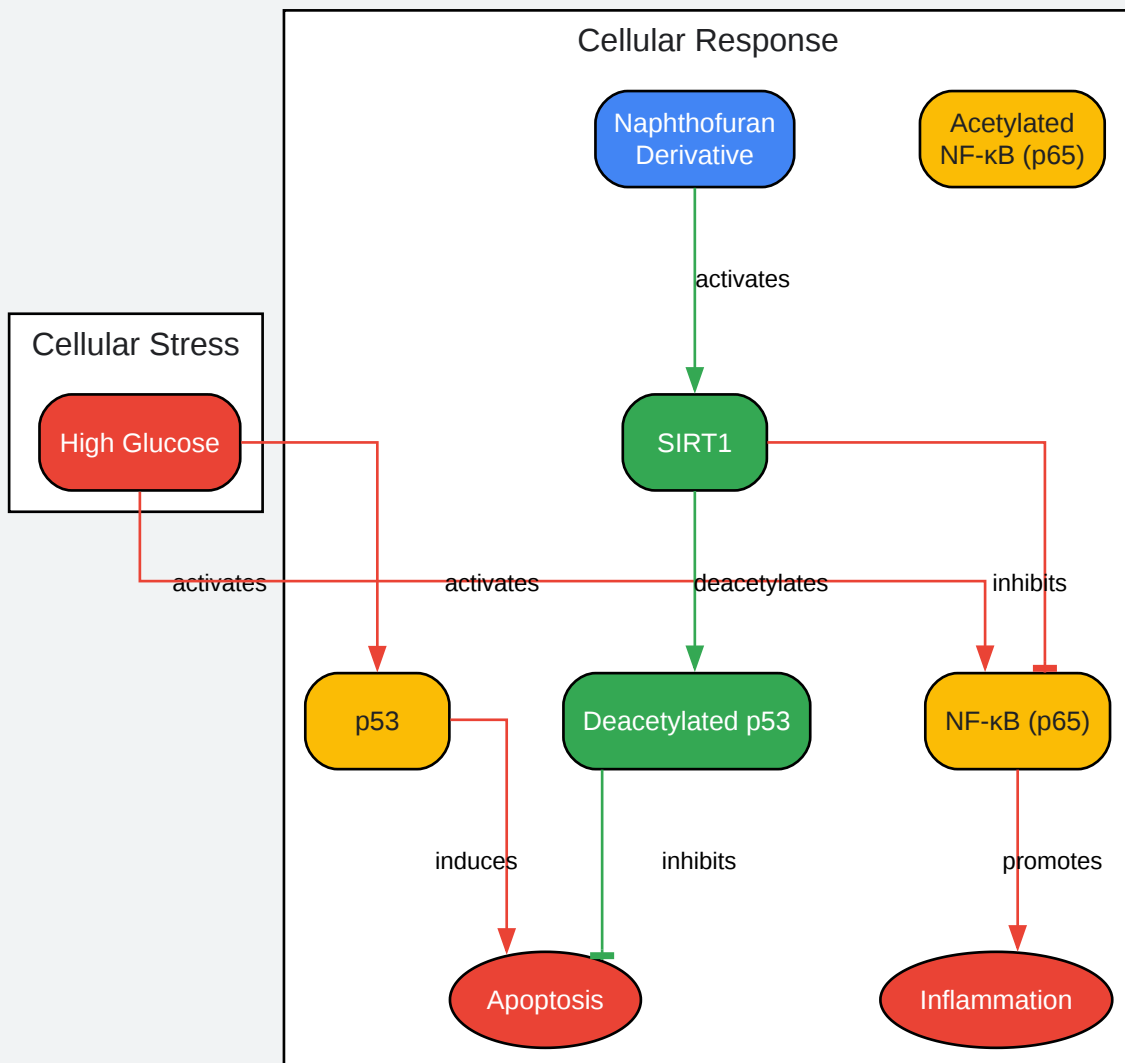 Cellular Response
Naphthofuran
Derivative
Acetylated
NF-κB (p65)
activates
Cellular Stress
High Glucose
SIRT1
activates
activates
deacetylates
inhibits
p53
Deacetylated p53
NF-κB (p65)
induces
inhibits
promotes
Apoptosis
Inflammation